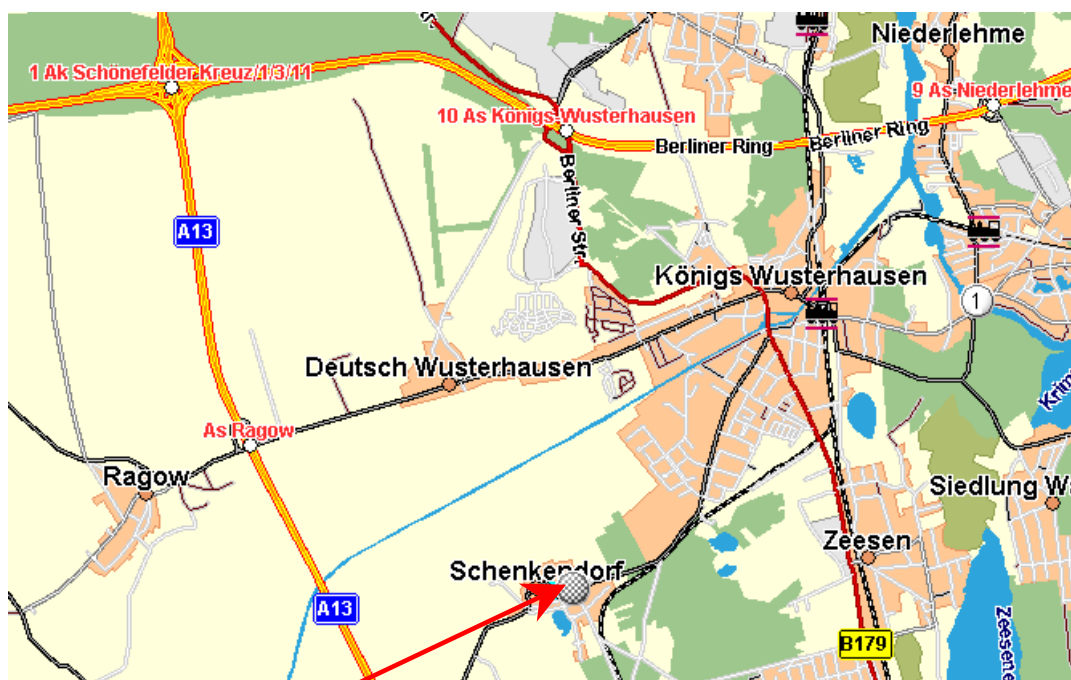 Niederlehme
1 Ak Schönefelder Kreuz/1/3/11
9 As Niederlehme
10 As Königs-Wusterhausen
Berliner Ring
Berliner Ring
Berliner Str.
A13
Königs Wusterhausen
1
Deutsch Wusterhausen
As Ragow
Ragow
Siedlung
Zeesen
Schenkendorf
A13
B179